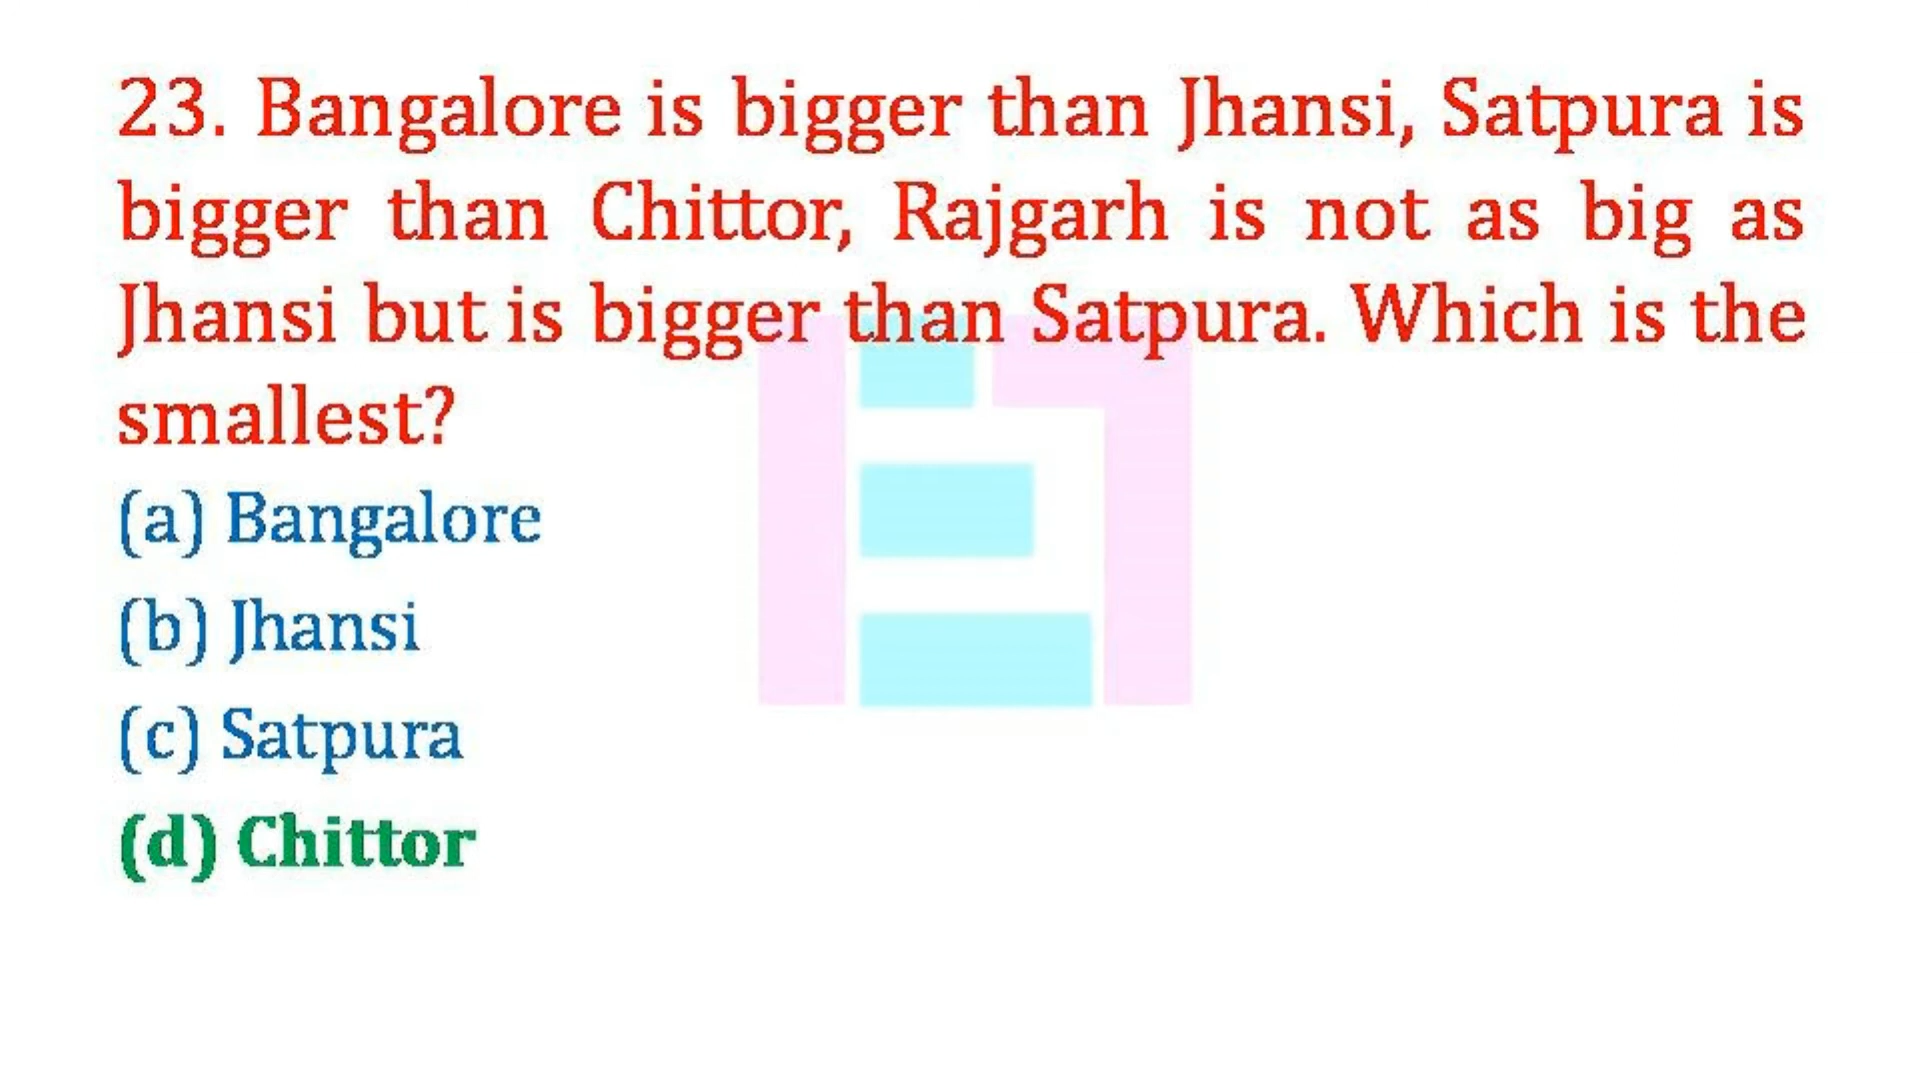 23. Bangalore is bigger than Jhansi, Satpura is
bigger than Chittor, Rajgarh is not as big as
Jhansi but is bigger than Satpura. Which is the
smallest?
(a) Bangalore
(b) Jhansi
(c) Satpura
(d) Chittor